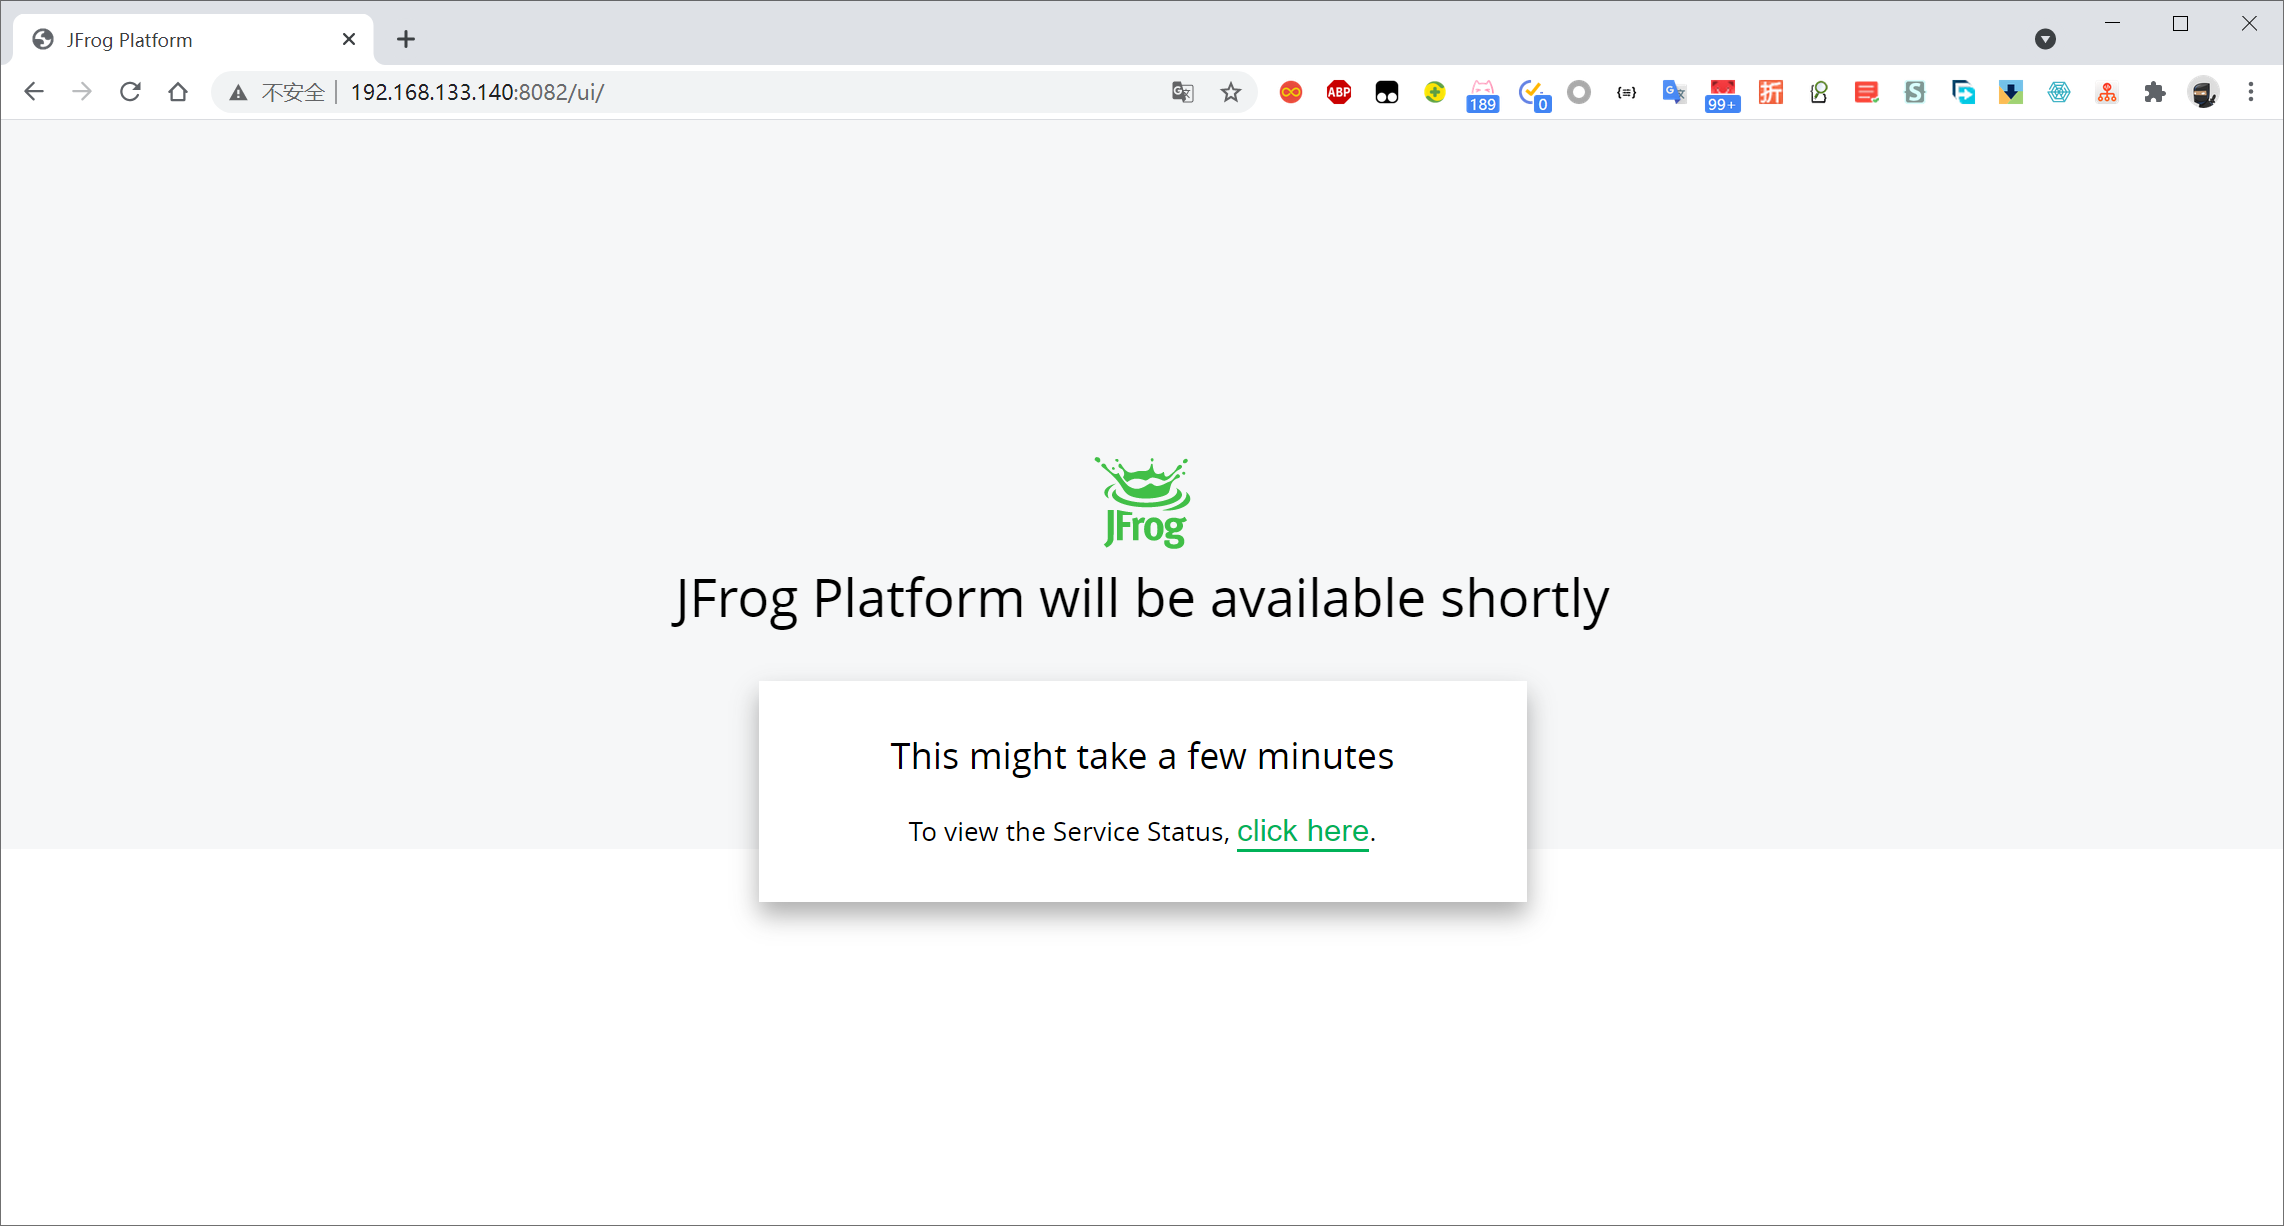 JFrog Platform
不安全 192.168.133.140:8082/ui/
ABP
189
0
{≡}
99+
折
S
JFrog
JFrog Platform will be available shortly
This might take a few minutes
To view the Service Status, click here.